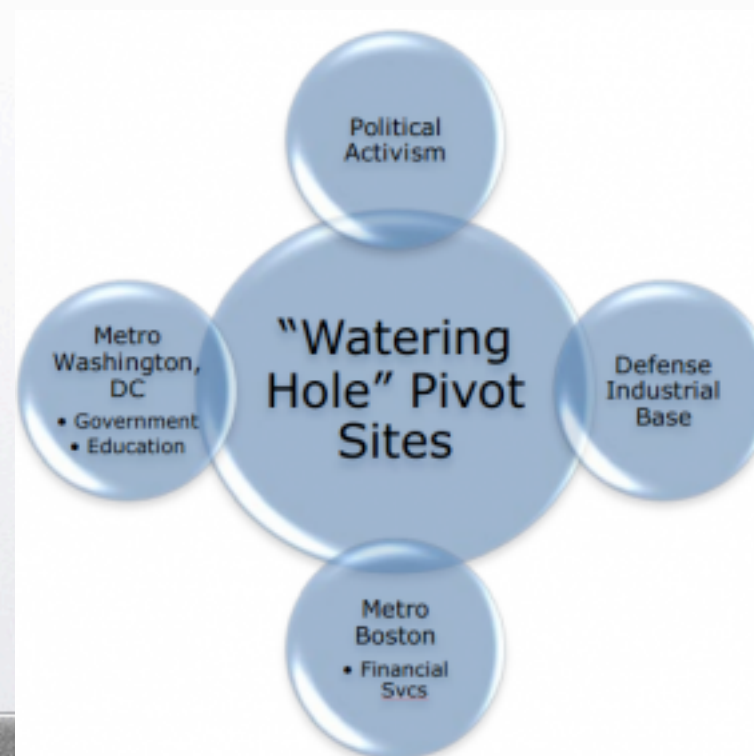 Political
Activism
“Watering
Hole” Pivot
Sites
Metro
Washington,
DC
• Government
• Education
Defense
Industrial
Base
Metro
Boston
• Financial
Svcs